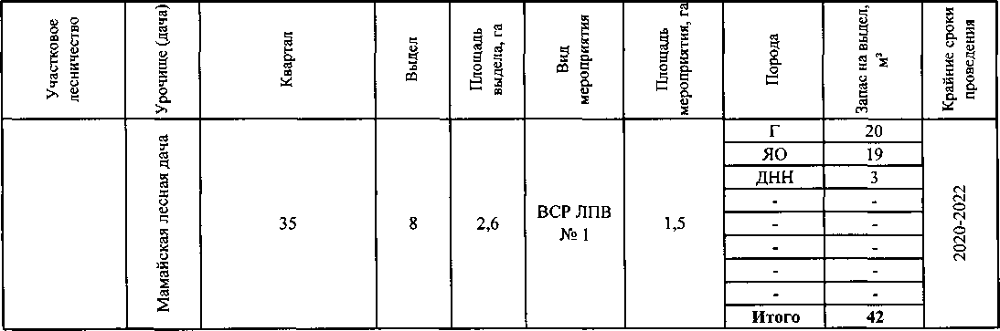 Участковое
лесничество
Урочище (дача)
Квартал
Выдел
Площадь
выдела, га
Вид
мероприятия
Площадь
мероприятия, га
Порода
Запас на выдел,
м³
Крайние сроки
проведения
Мамайская лесная дача
35
8
2,6
ВСР ЛПВ
№ 1
1,5
Г 20
ЯО 19
ДНН 3
- -
- -
- -
- -
- -
Итого 42
2020-2022